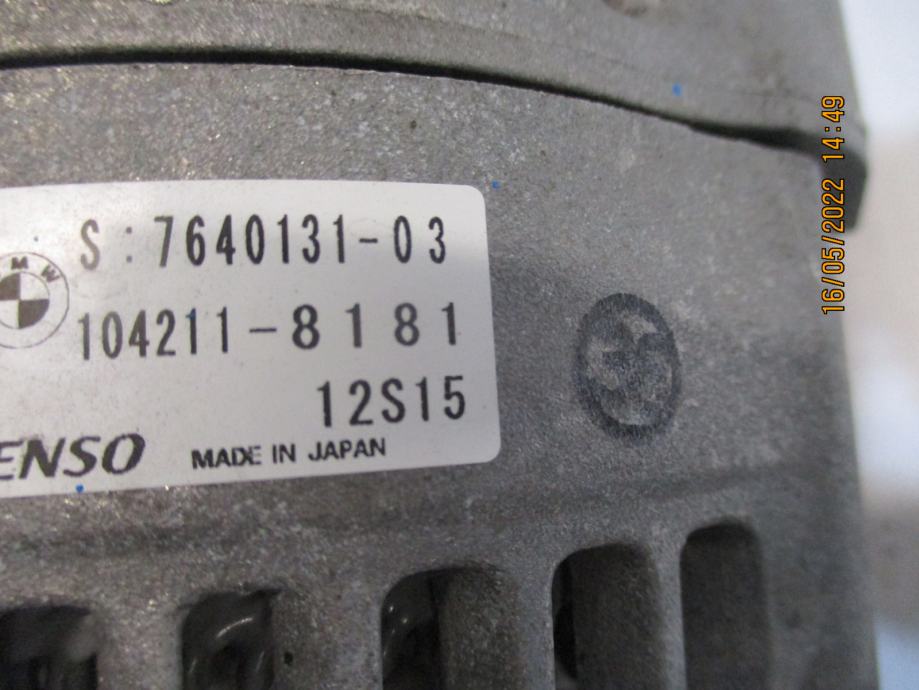 S:7640131-03
BMW
104211-8181
12S15
ENSO
MADE IN JAPAN
16/05/2022 14:49